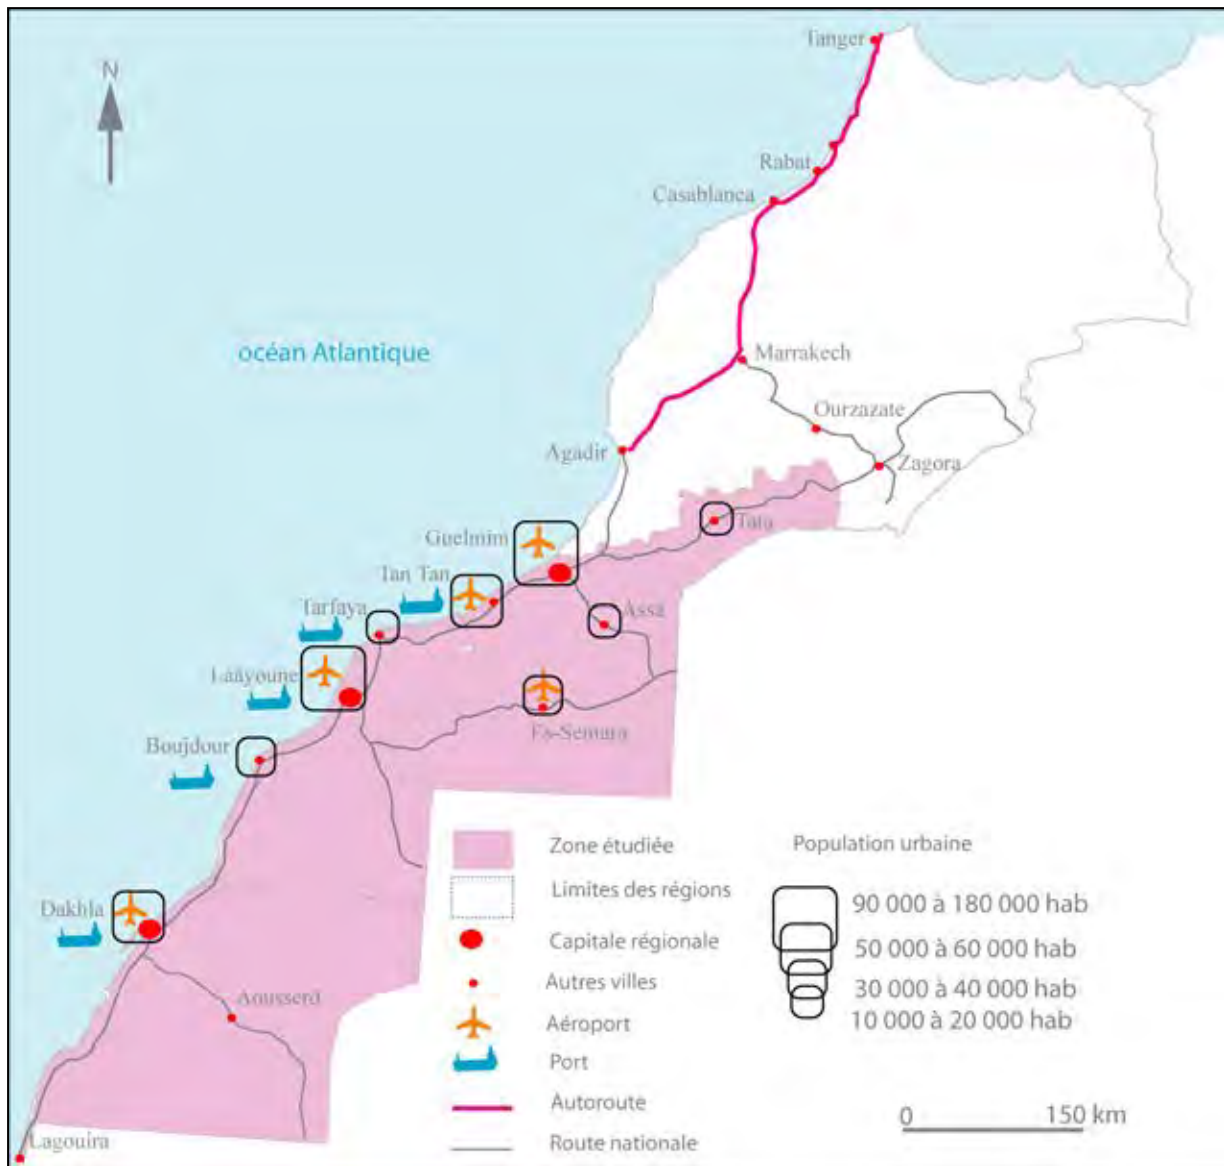 Tanger
N
Rabat
Casablanca
océan Atlantique
Marrakech
Ourzazate
Agadir
Zagora
Tata
Guelmim
Tan Tan
Tarfaya
Assa
Laâyoune
Es-Semara
Boujdour
Dakhla
Aousserd
Lagouira
Zone étudiée
Limites des régions
Capitale régionale
Autres villes
Aéroport
Port
Autoroute
Route nationale
Population urbaine
90 000 à 180 000 hab
50 000 à 60 000 hab
30 000 à 40 000 hab
10 000 à 20 000 hab
0 150 km